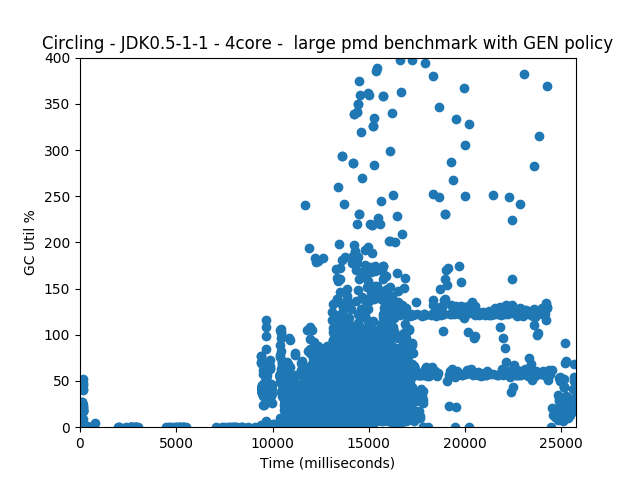 Circling - JDK0.5-1-1 - 4core -  large pmd benchmark with GEN policy
400
350
300
250
200
150
100
50
0
GC Util %
0 5000 10000 15000 20000 25000
Time (milliseconds)